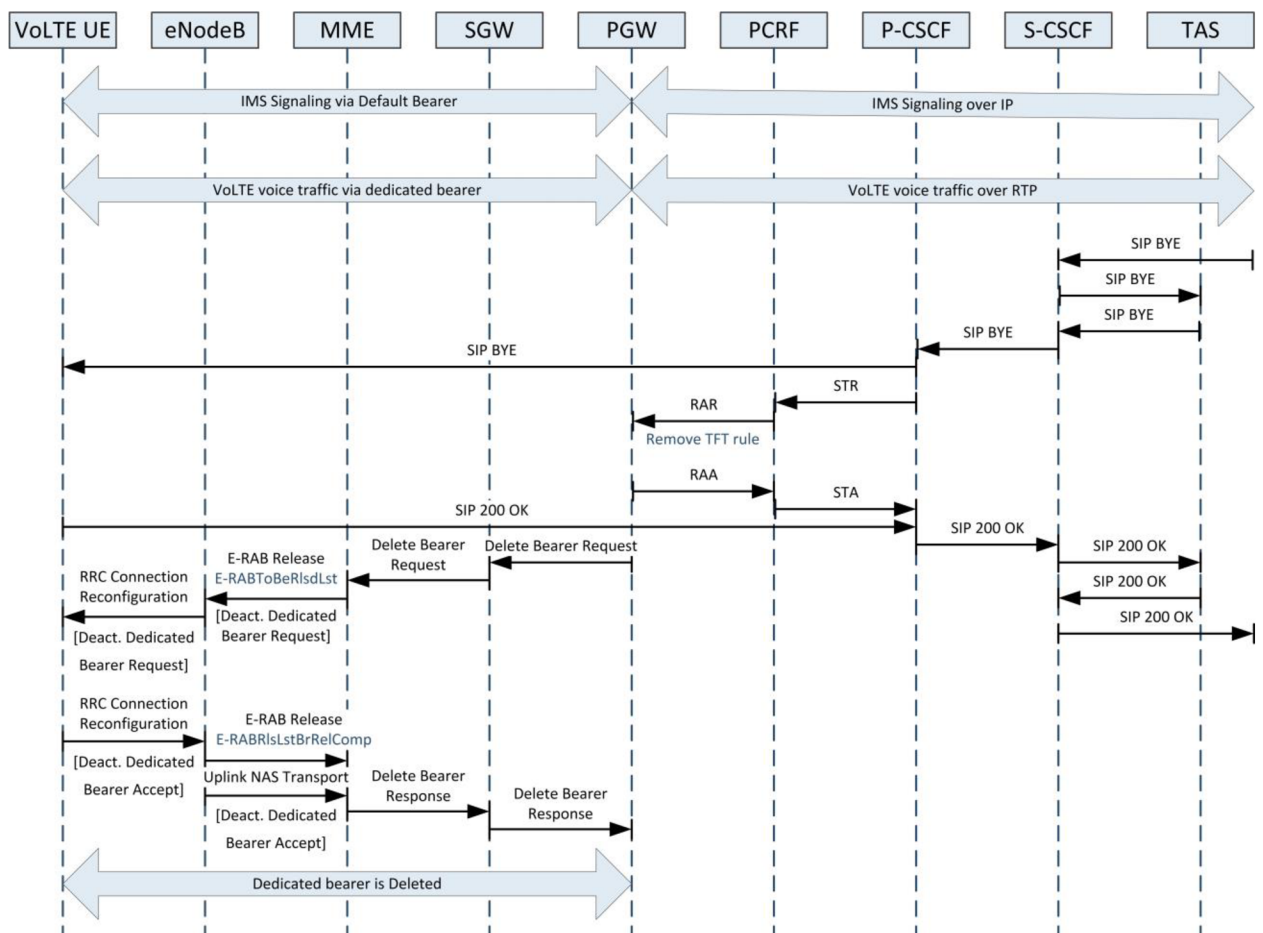 VoLTE UE
eNodeB
MME
SGW
PGW
PCRF
P-CSCF
S-CSCF
TAS
IMS Signaling via Default Bearer
IMS Signaling over IP
VoLTE voice traffic via dedicated bearer
VoLTE voice traffic over RTP
SIP BYE
SIP BYE
SIP BYE
SIP BYE
SIP BYE
STR
RAR
Remove TFT rule
RAA
STA
SIP 200 OK
SIP 200 OK
SIP 200 OK
SIP 200 OK
SIP 200 OK
Delete Bearer Request
Delete Bearer
Request
E-RAB Release
E-RABToBeRlsdLst
[Deact. Dedicated
Bearer Request]
RRC Connection
Reconfiguration
[Deact. Dedicated
Bearer Request]
RRC Connection
Reconfiguration
[Deact. Dedicated
Bearer Accept]
E-RAB Release
E-RABRlsLstBrRelComp
Uplink NAS Transport
[Deact. Dedicated
Bearer Accept]
Delete Bearer
Response
Delete Bearer
Response
Dedicated bearer is Deleted